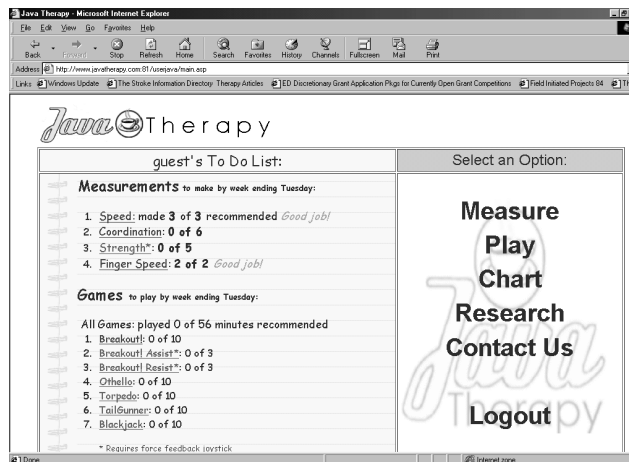 Java Therapy - Microsoft Internet Explorer
File Edit View Go Favorites Help
Back Forward Stop Refresh Home Search Favorites History Channels Fullscreen Mail Print
Address http://www.javatherapy.com:81/userjava/main.asp
Links Windows Update The Stroke Information Directory Therapy Articles ED Discretionary Grant Application Pkgs for Currently Open Grant Competitions Field Initiated Projects 84
Java Therapy
guest's To Do List:
Select an Option:
Measurements to make by week ending Tuesday:
1. Speed: made 3 of 3 recommended Good job!
2. Coordination: 0 of 6
3. Strength*: 0 of 5
4. Finger Speed: 2 of 2 Good job!
Games to play by week ending Tuesday:
All Games: played 0 of 56 minutes recommended
1. Breakout!: 0 of 10
2. Breakout! Assist*: 0 of 3
3. Breakout! Resist*: 0 of 3
4. Othello: 0 of 10
5. Torpedo: 0 of 10
6. TailGunner: 0 of 10
7. Blackjack: 0 of 10
* Requires force feedback joystick
Measure
Play
Chart
Research
Contact Us
Java
Therapy
Logout
Done
Internet zone